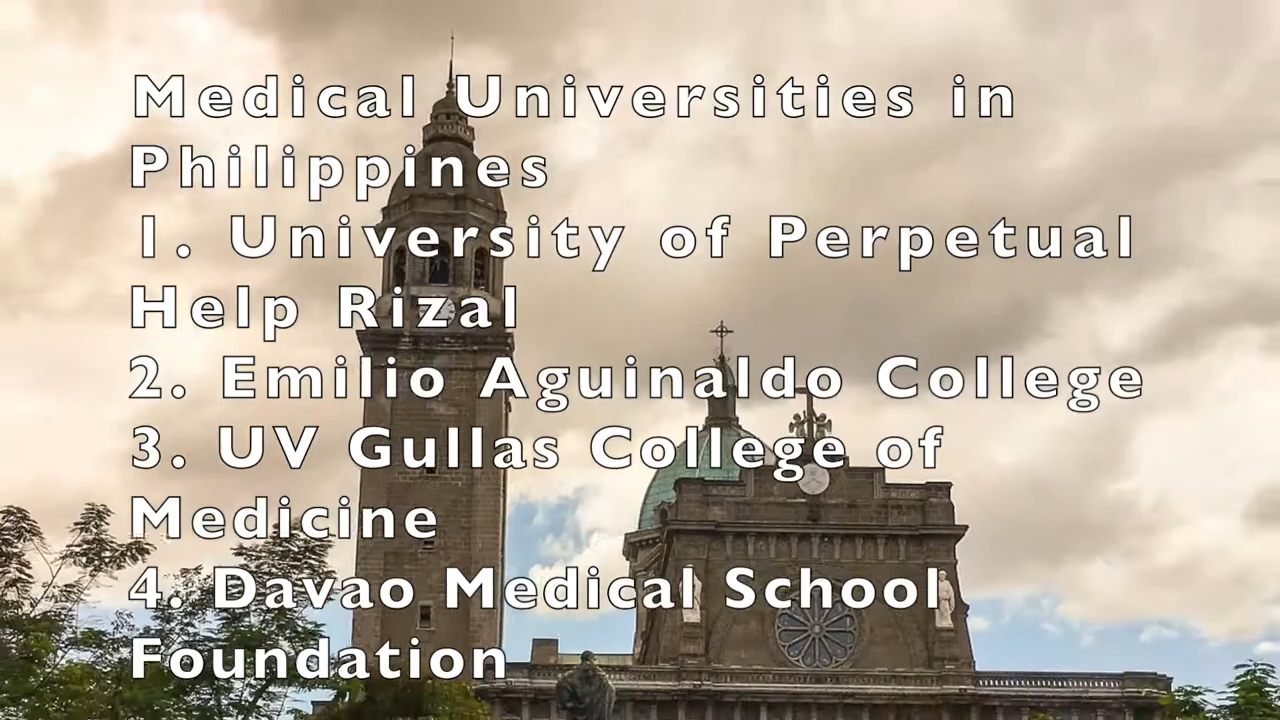 Medical Universities in
Philippines
1. University of Perpetual
Help Rizal
2. Emilio Aguinaldo College
3. UV Gullas College of
Medicine
4. Davao Medical School
Foundation